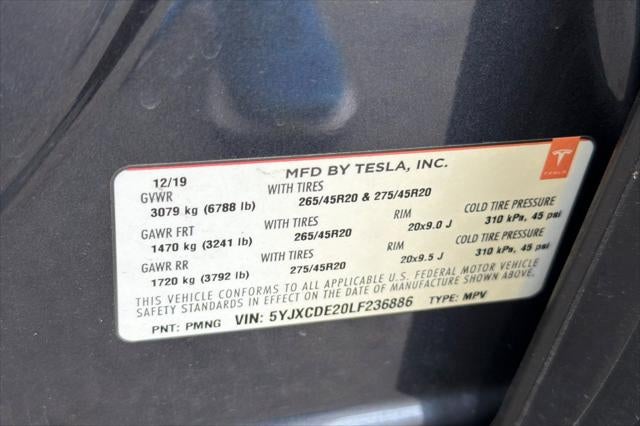 MFD BY TESLA, INC.
TESLA
12/19
GVWR WITH TIRES
3079 kg (6788 lb) 265/45R20 & 275/45R20
GAWR FRT WITH TIRES RIM COLD TIRE PRESSURE
1470 kg (3241 lb) 265/45R20 20x9.0 J 310 kPa, 45 psi
GAWR RR WITH TIRES RIM COLD TIRE PRESSURE
1720 kg (3792 lb) 275/45R20 20x9.5 J 310 kPa, 45 psi
THIS VEHICLE CONFORMS TO ALL APPLICABLE U.S. FEDERAL MOTOR VEHICLE
SAFETY STANDARDS IN EFFECT ON THE DATE OF MANUFACTURE SHOWN ABOVE.
PNT: PMNG VIN: 5YJXCDE20LF236886 TYPE: MPV